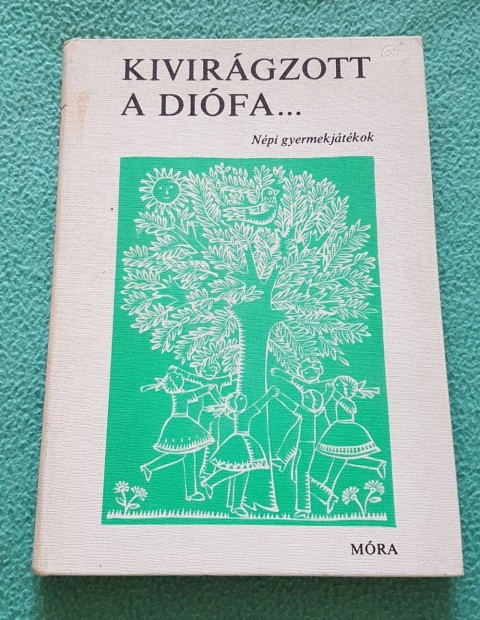 KIVIRÁGZOTT
A DIÓFA...
Népi gyermekjátékok
MÓRA